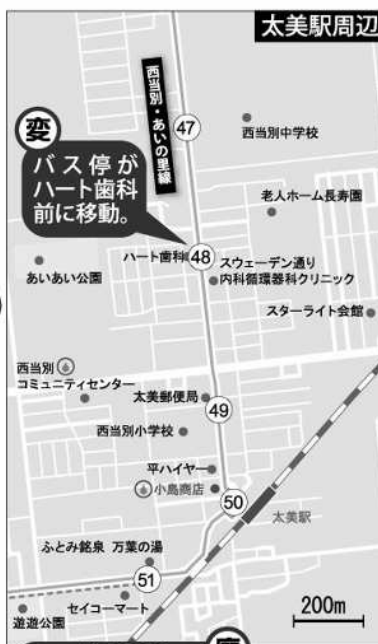 太美駅周辺
西当別・あいの里線
47
西当別中学校
変
バス停が
ハート歯科
前に移動。
老人ホーム長寿園
ハート歯科
48
スウェーデン通り
内科循環器科クリニック
あいあい公園
スターライト会館
西当別
コミュニティセンター
太美郵便局
49
西当別小学校
平ハイヤー
小島商店
50
太美駅
ふとみ銘泉 万葉の湯
51
セイコーマート
遊遊公園
200m